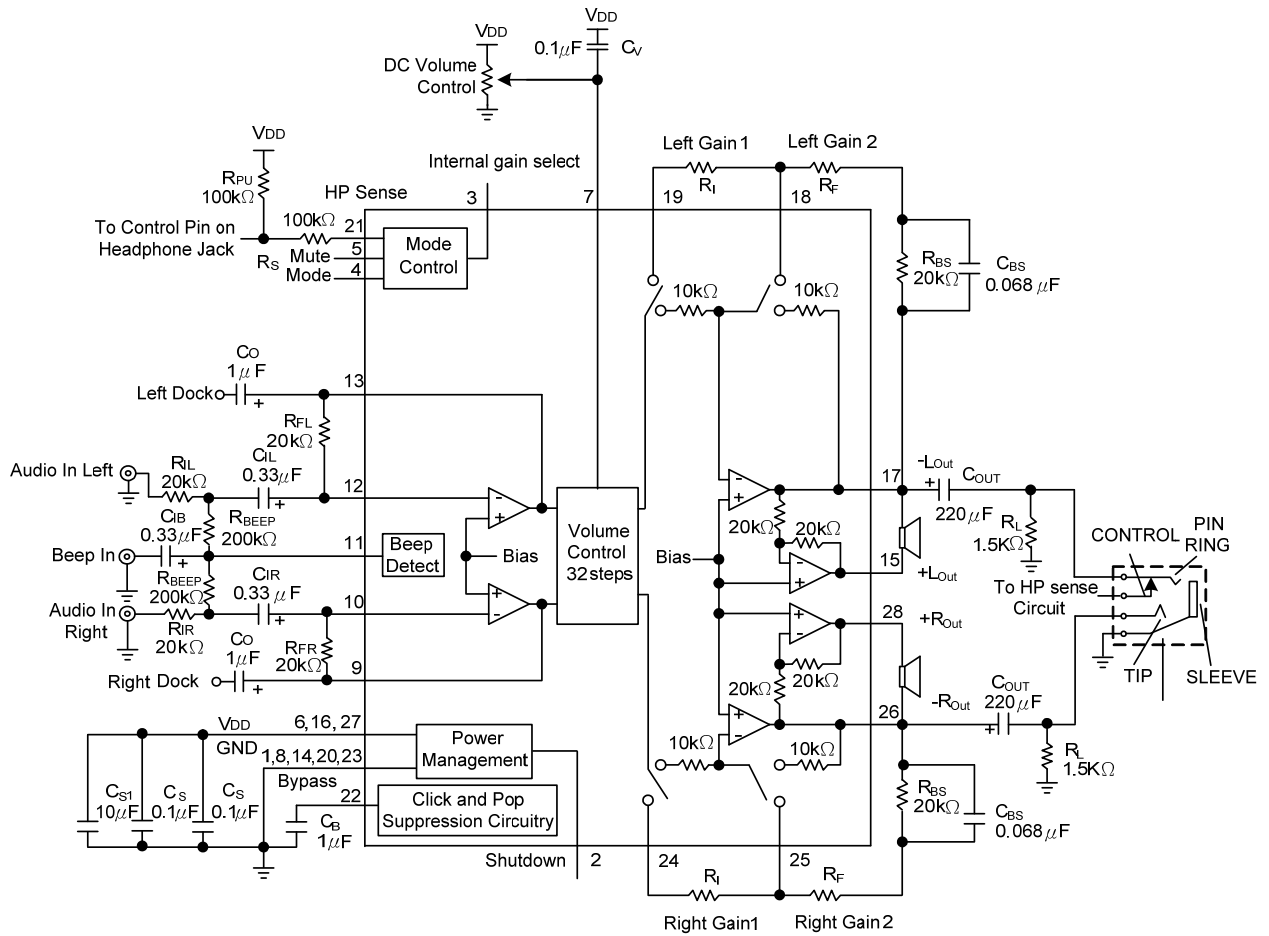 VDD
0.1μF
CV
VDD
DC Volume
Control
VDD
RPU
100kΩ
HP Sense
Internal gain select
3
7
Left Gain 1
Left Gain 2
RI
RF
19
18
To Control Pin on
Headphone Jack
100kΩ
21
RS
Mute
5
Mode
4
Mode
Control
10kΩ
10kΩ
RBS
20kΩ
CBS
0.068μF
CO
1μF
Left Dock
+
13
RFL
20kΩ
Audio In Left
RIL
20kΩ
CIL
0.33μF
+
12
CIB
0.33μF
RBEEP
200kΩ
Beep In
+
11
Beep
Detect
RBEEP
200kΩ
CIR
0.33μF
+
10
Audio In
Right
RIR
20kΩ
CO
1μF
RFR
20kΩ
Right Dock
+
9
-
+
Bias
+
-
Volume
Control
32steps
-
+
20kΩ
20kΩ
-
+
Bias
+
-
20kΩ
20kΩ
+
-
17
-LOut
+
COUT
220μF
RL
1.5KΩ
15
+LOut
28
+ROut
26
-ROut
COUT
220μF
+
RL
1.5KΩ
CONTROL
PIN
RING
To HP sense
Circuit
TIP
SLEEVE
10kΩ
10kΩ
VDD
6,16,27
GND
1,8,14,20,23
Power
Management
Bypass
22
Click and Pop
Suppression Circuitry
CS1
10μF
CS
0.1μF
CS
0.1μF
CB
1μF
Shutdown
2
24
25
RBS
20kΩ
CBS
0.068μF
RI
RF
Right Gain1
Right Gain2